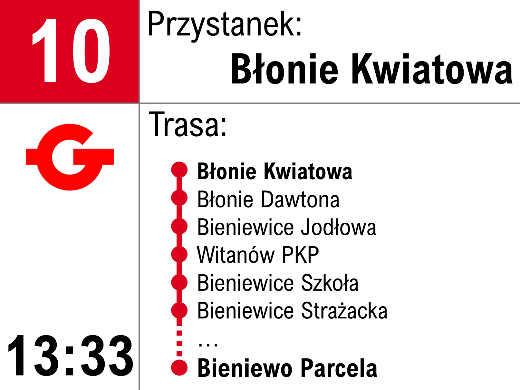 10
Przystanek:
Błonie Kwiatowa
Trasa:
Błonie Kwiatowa
Błonie Dawtona
Bieniewice Jodłowa
Witanów PKP
Bieniewice Szkoła
Bieniewice Strażacka
...
Bieniewo Parcela
G
13:33